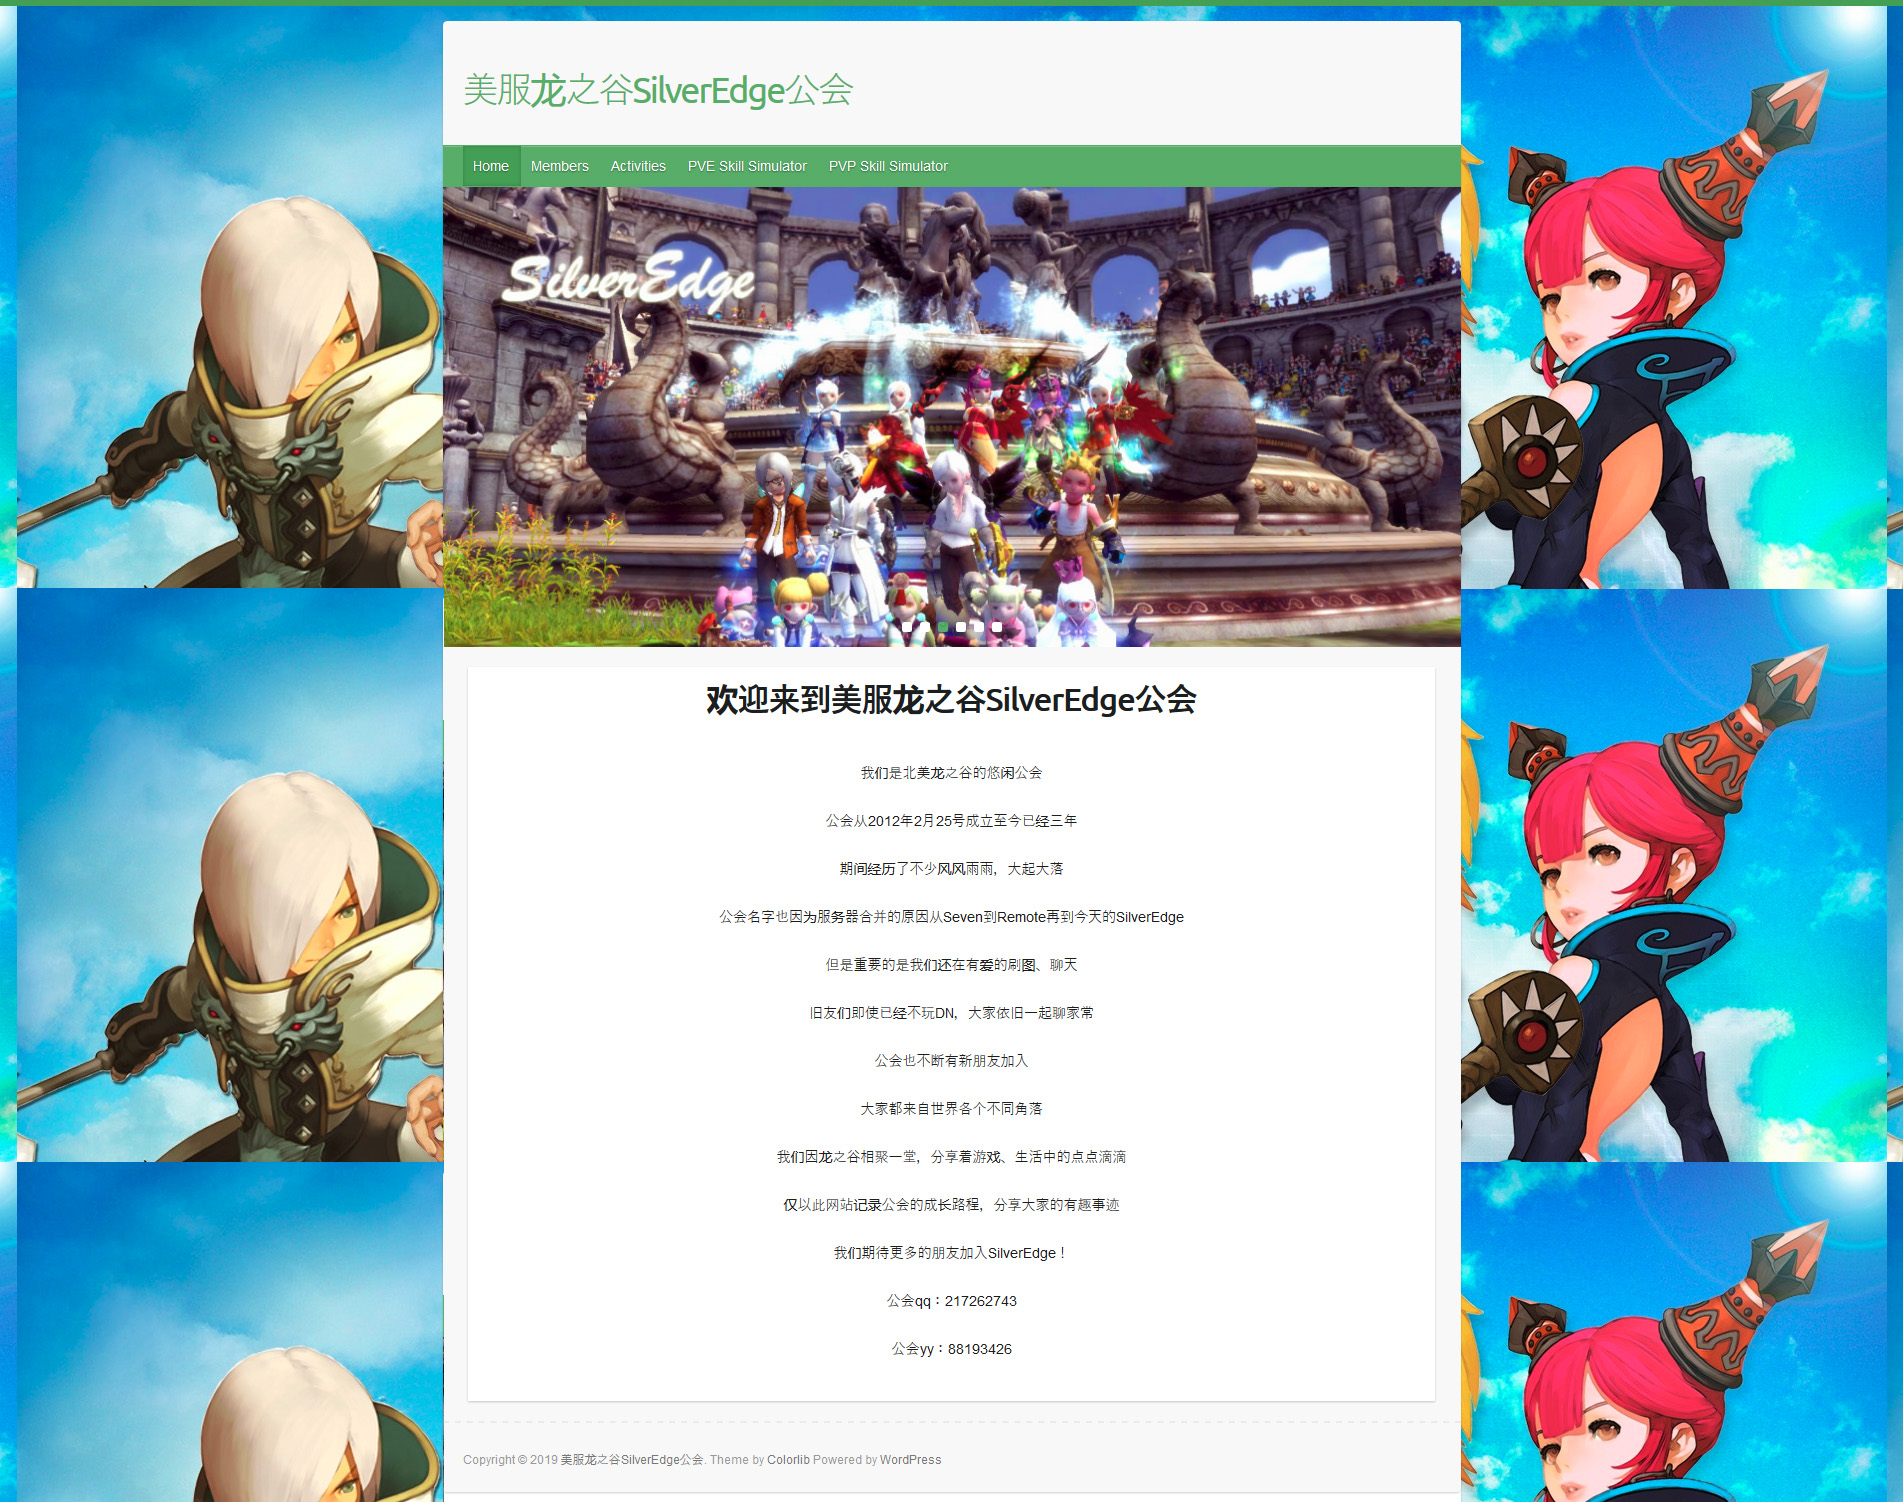 美服龙之谷SilverEdge公会
Home Members Activities PVE Skill Simulator PVP Skill Simulator
SilverEdge
欢迎来到美服龙之谷SilverEdge公会
我们是北美龙之谷的悠闲公会
公会从2012年2月25号成立至今已经三年
期间经历了不少风风雨雨，大起大落
公会名字也因为服务器合并的原因从Seven到Remote再到今天的SilverEdge
但是重要的是我们还在有爱的刷图、聊天
旧友们即使已经不玩DN，大家依旧一起聊家常
公会也不断有新朋友加入
大家都来自世界各个不同角落
我们因龙之谷相聚一堂，分享着游戏、生活中的点点滴滴
仅以此网站记录公会的成长路程，分享大家的有趣事迹
我们期待更多的朋友加入SilverEdge！
公会qq：217262743
公会yy：88193426
Copyright © 2019 美服龙之谷SilverEdge公会. Theme by Colorlib Powered by WordPress